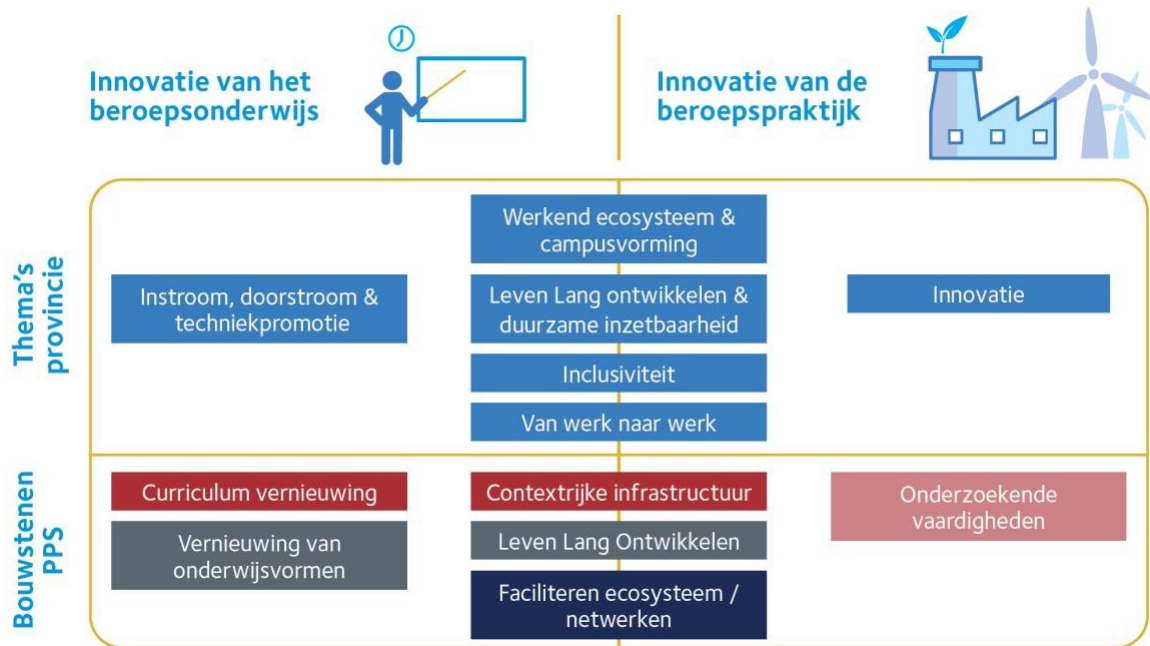 Innovatie van het
beroepsonderwijs
Innovatie van de
beroepspraktijk
Thema's
provincie
Instroom, doorstroom &
techniekpromotie
Werkend ecosysteem &
campusvorming
Leven Lang ontwikkelen &
duurzame inzetbaarheid
Inclusiviteit
Van werk naar werk
Innovatie
Bouwstenen
PPS
Curriculum vernieuwing
Vernieuwing van
onderwijsvormen
Contextrijke infrastructuur
Leven Lang Ontwikkelen
Faciliteren ecosysteem /
netwerken
Onderzoekende
vaardigheden